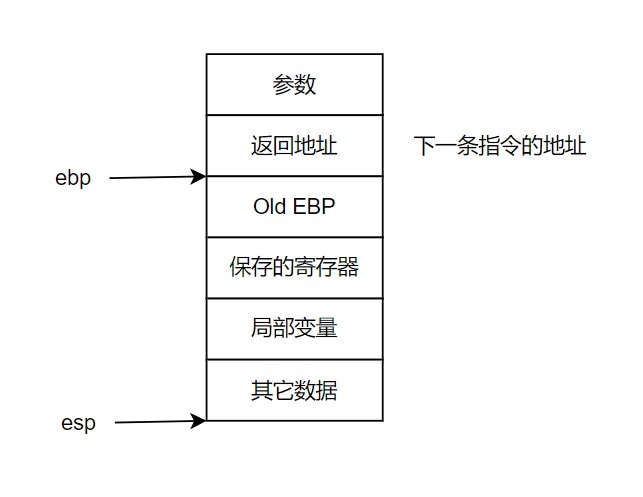 参数
返回地址
下一条指令的地址
ebp
Old EBP
保存的寄存器
局部变量
其它数据
esp